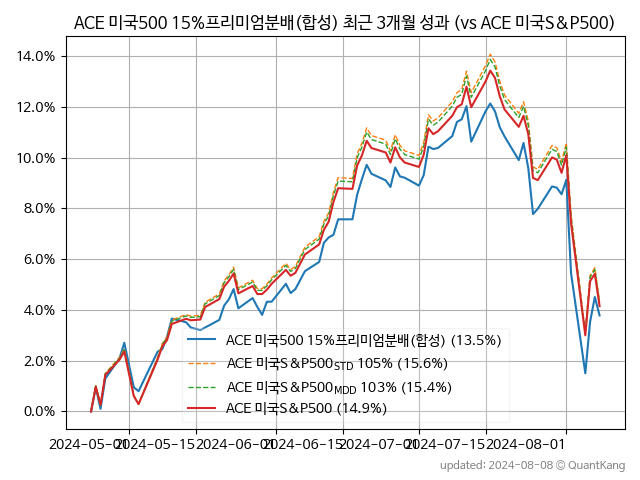 ACE 미국500 15%프리미엄분배(합성) 최근 3개월 성과 (vs ACE 미국S&P500)
14.0%
12.0%
10.0%
8.0%
6.0%
4.0%
2.0%
0.0%
ACE 미국500 15%프리미엄분배(합성) (13.5%)
ACE 미국S&P500STD 105% (15.6%)
ACE 미국S&P500MDD 103% (15.4%)
ACE 미국S&P500 (14.9%)
2024-05-01 2024-05-15 2024-06-01 2024-06-15 2024-07-01 2024-07-15 2024-08-01
updated: 2024-08-08 @ QuantKang